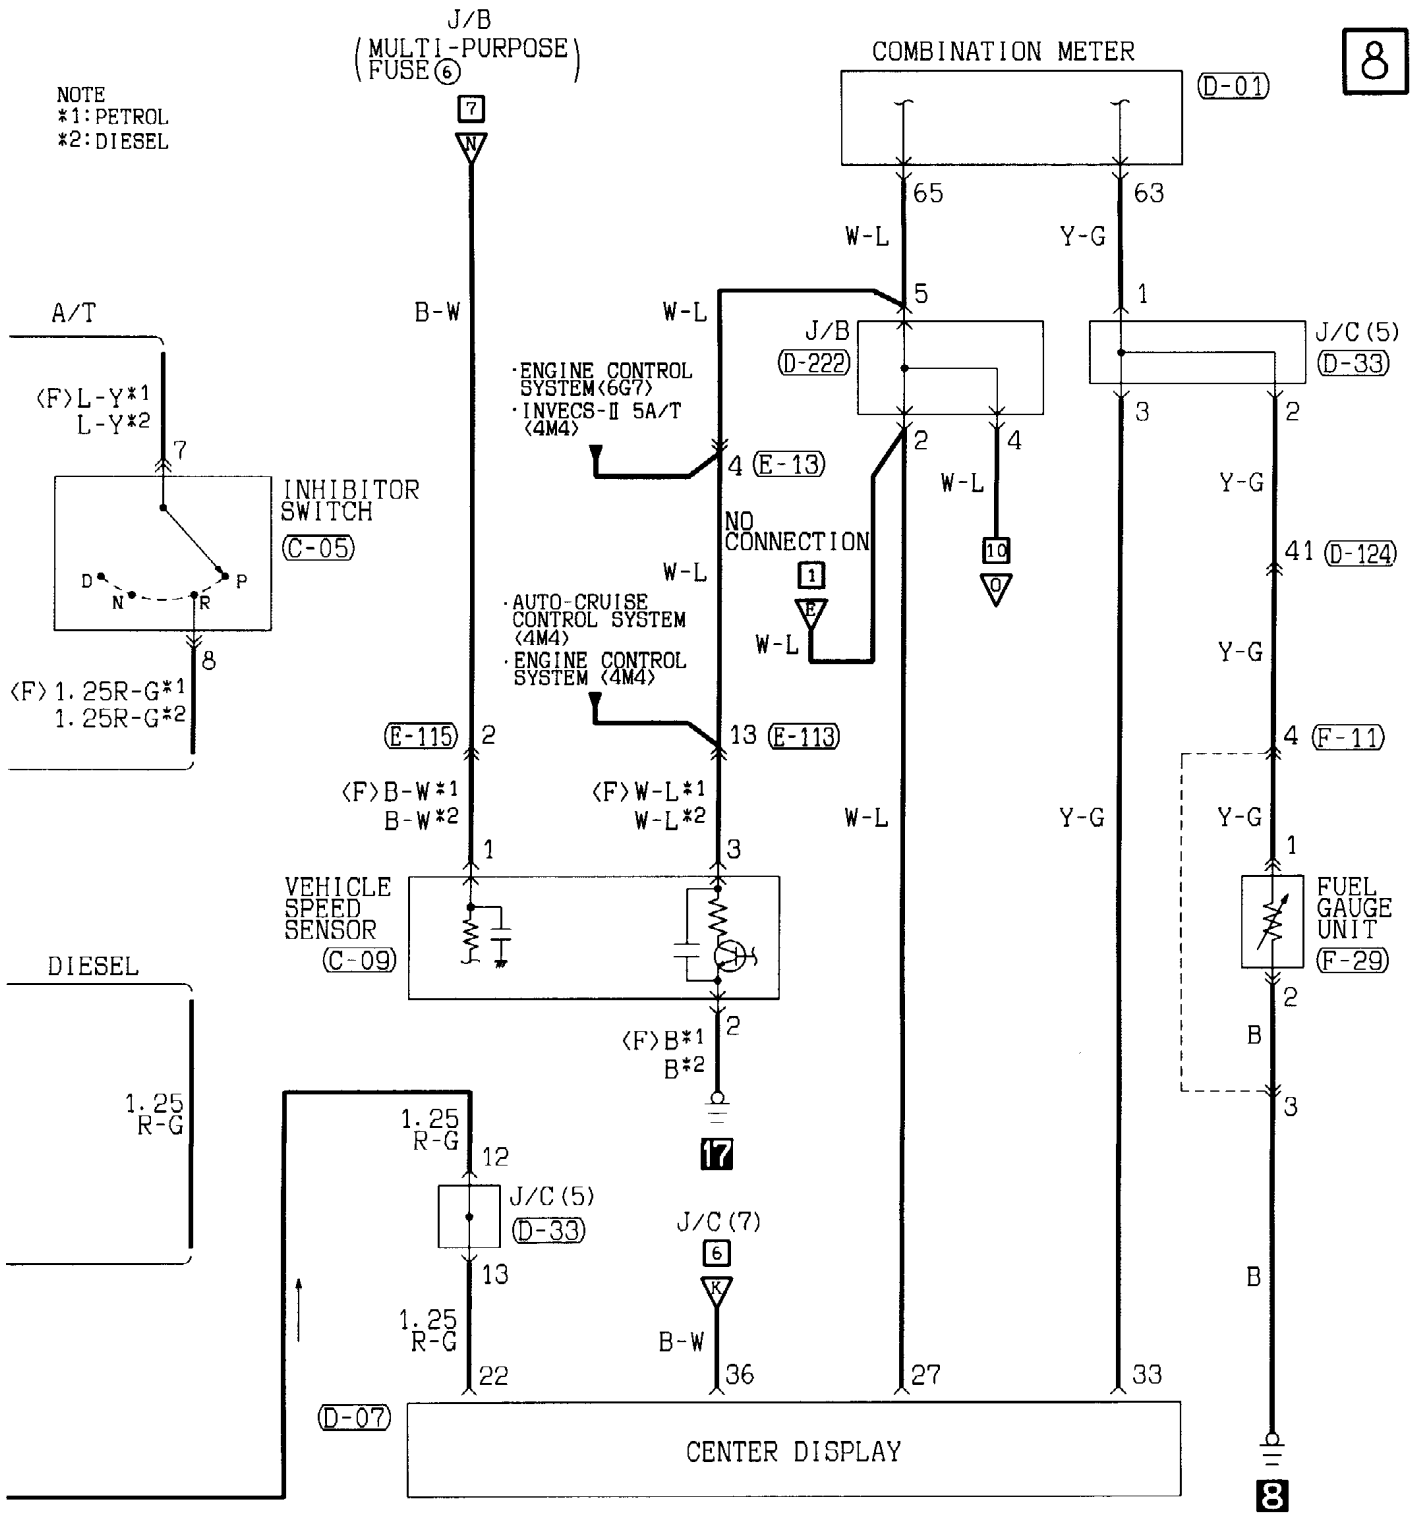 J/B
(MULTI-PURPOSE
FUSE⑥)
COMBINATION METER
(D-01)
8
NOTE
*1:PETROL
*2:DIESEL
7
N
65
63
W-L
Y-G
A/T
B-W
W-L
5
1
J/B
(D-222)
J/C(5)
(D-33)
·ENGINE CONTROL
SYSTEM<6G7>
·INVECS-Ⅱ 5A/T
<4M4>
<F>L-Y*1
L-Y*2
7
2
4
3
2
4 (E-13)
W-L
Y-G
INHIBITOR
SWITCH
(C-05)
D
N
R
P
NO
CONNECTION
1
E
10
O
41 (D-124)
W-L
·AUTO-CRUISE
CONTROL SYSTEM
<4M4>
·ENGINE CONTROL
SYSTEM <4M4>
W-L
Y-G
8
<F>1.25R-G*1
1.25R-G*2
(E-115) 2
13 (E-113)
4 (F-11)
<F>B-W*1
B-W*2
<F>W-L*1
W-L*2
W-L
Y-G
Y-G
1
3
1
VEHICLE
SPEED
SENSOR
(C-09)
FUEL
GAUGE
UNIT
(F-29)
DIESEL
2
2
<F>B*1
B*2
B
1.25
R-G
1.25
R-G
3
12
17
J/C(5)
(D-33)
J/C(7)
6
K
13
B
1.25
R-G
B-W
22
36
27
33
(D-07)
CENTER DISPLAY
8